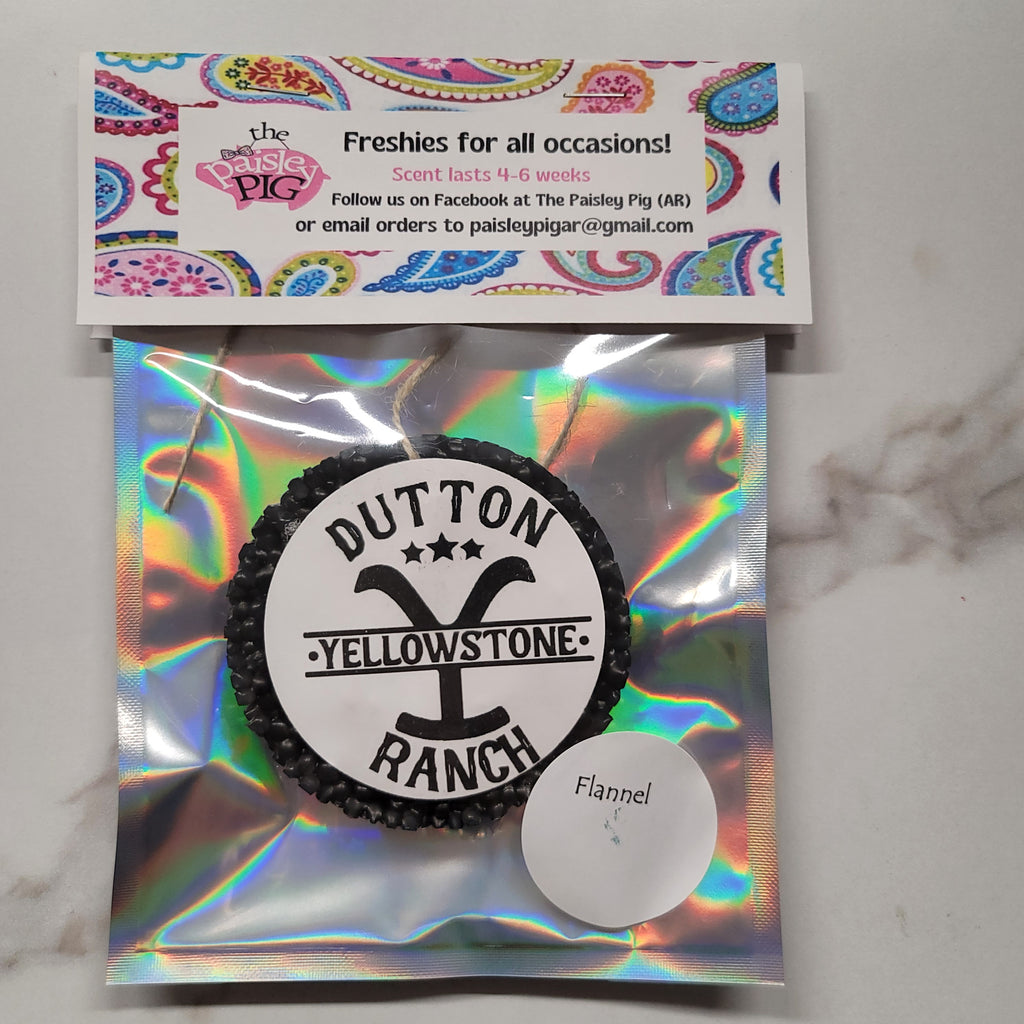 the
Paisley
PIG
Freshies for all occasions!
Scent lasts 4-6 weeks
Follow us on Facebook at The Paisley Pig (AR)
or email orders to paisleypigar@gmail.com
DUTTON
•YELLOWSTONE•
RANCH
Flannel